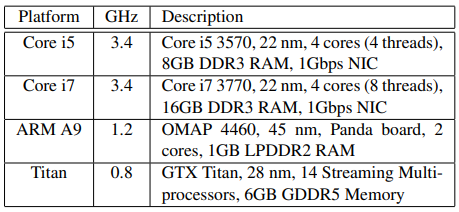 Platform GHz Description
Core i5 3.4 Core i5 3570, 22 nm, 4 cores (4 threads),
8GB DDR3 RAM, 1Gbps NIC
Core i7 3.4 Core i7 3770, 22 nm, 4 cores (8 threads),
16GB DDR3 RAM, 1Gbps NIC
ARM A9 1.2 OMAP 4460, 45 nm, Panda board, 2
cores, 1GB LPDDR2 RAM
Titan 0.8 GTX Titan, 28 nm, 14 Streaming Multi-
processors, 6GB GDDR5 Memory